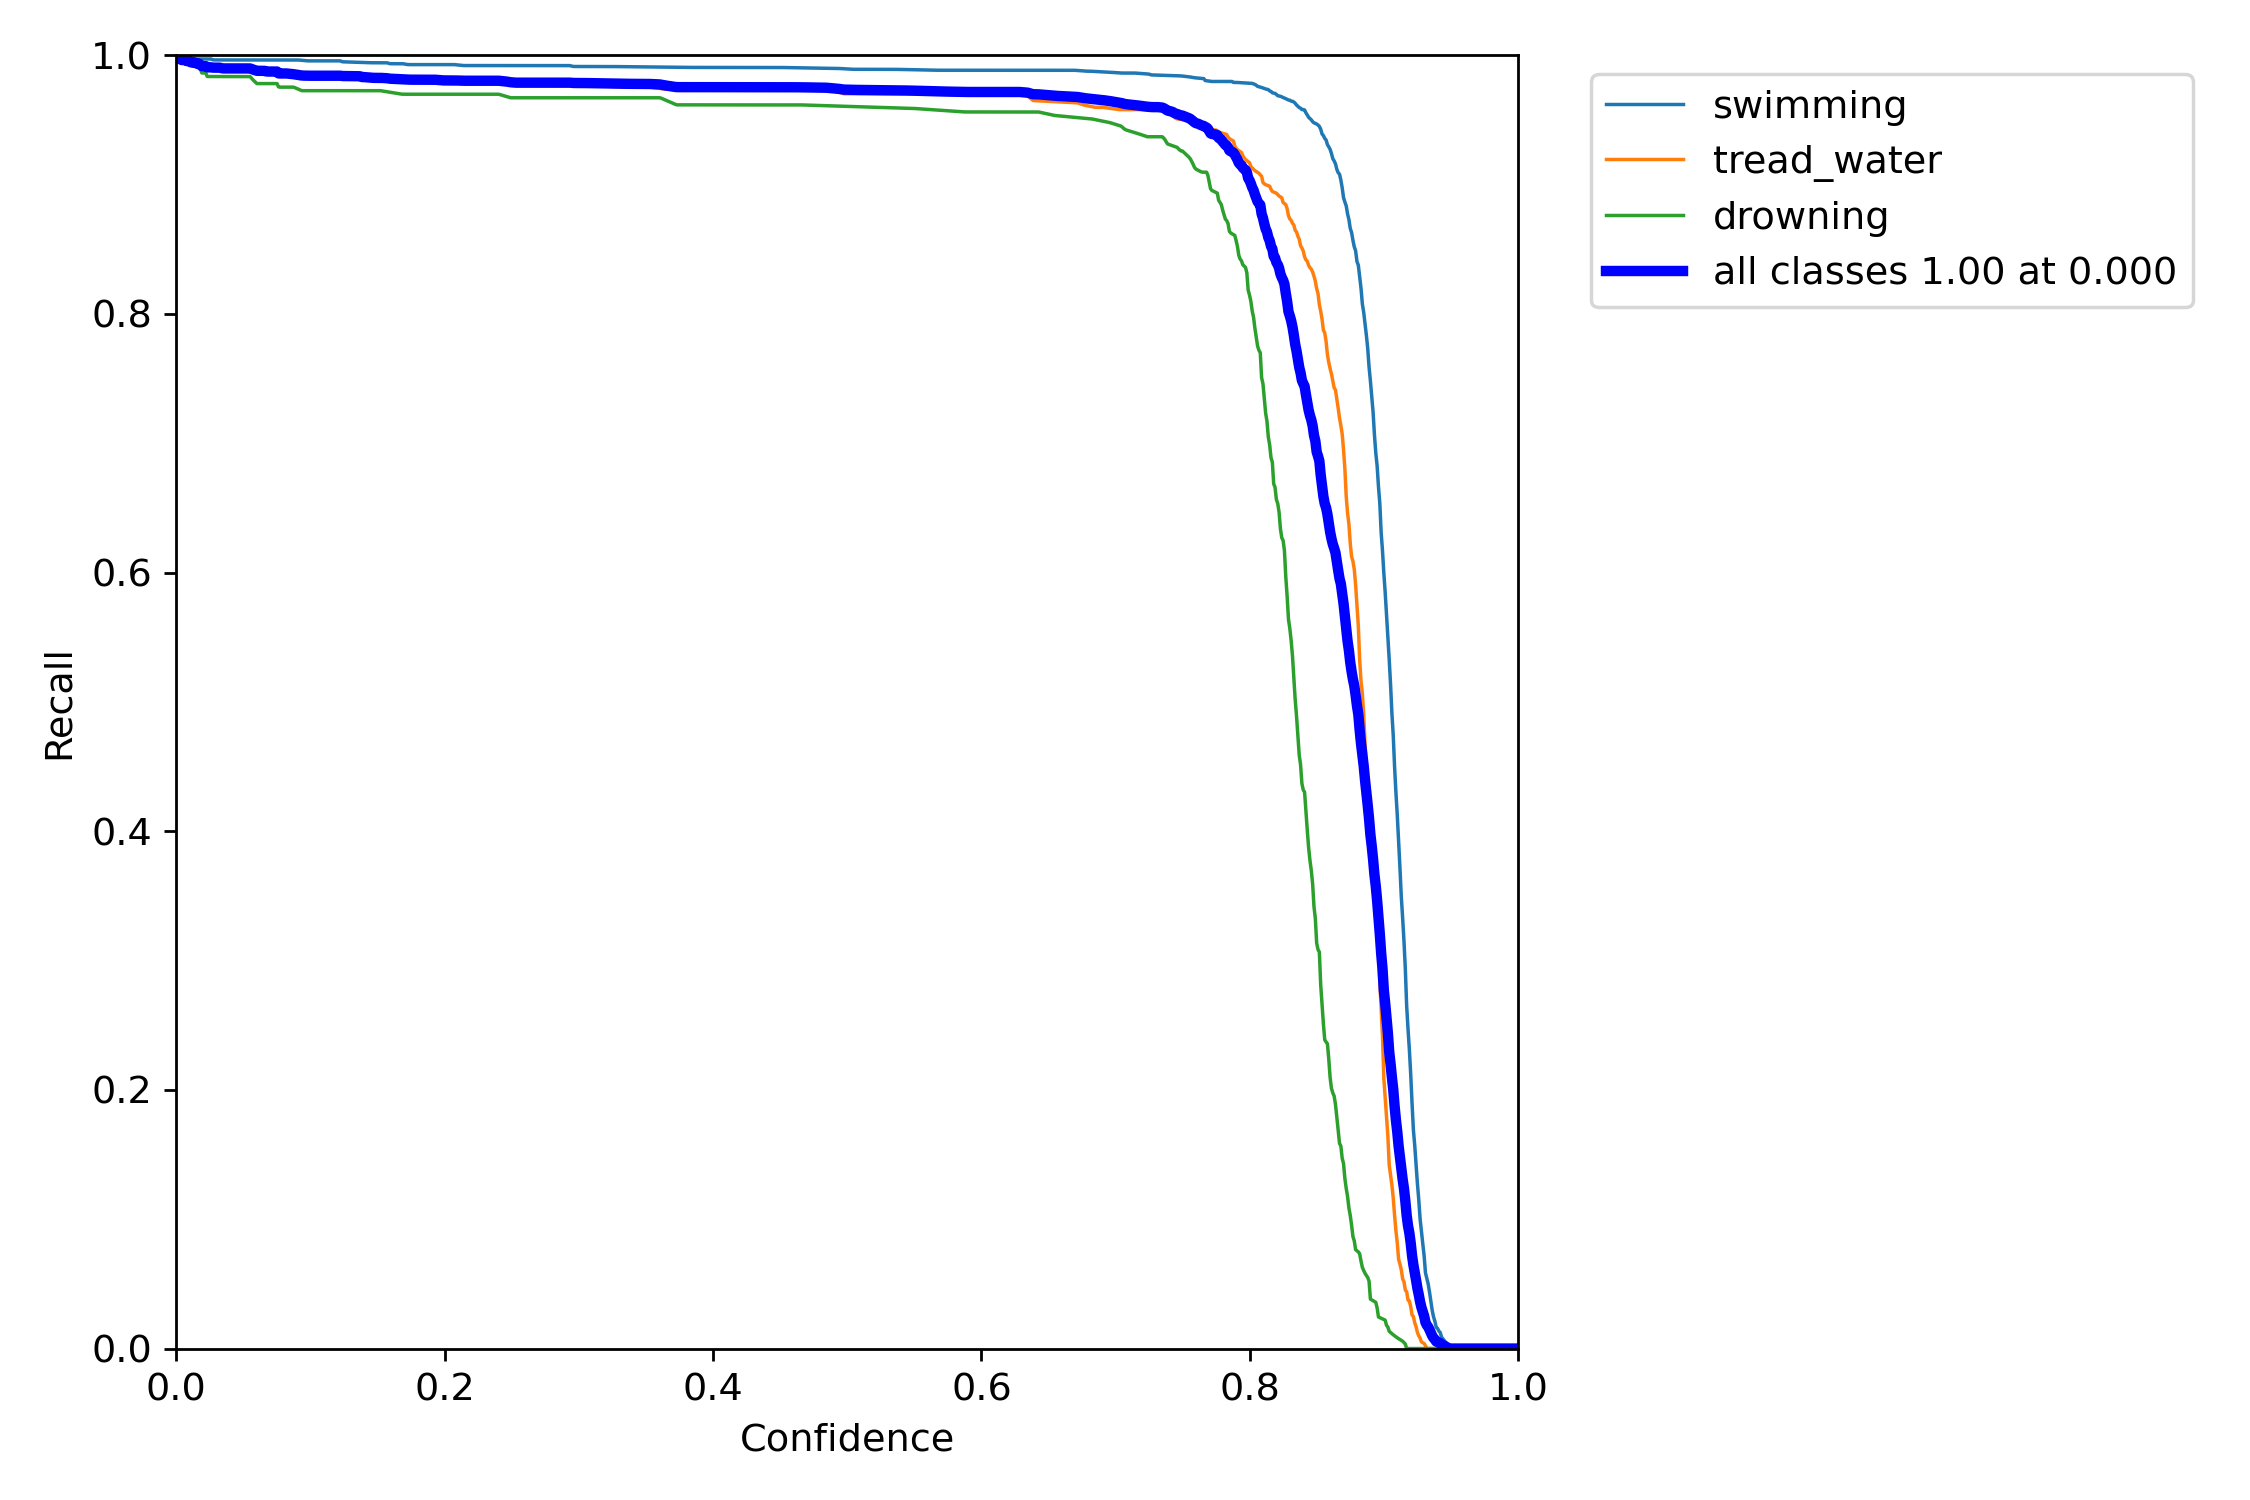 1.0
0.8
0.6
0.4
0.2
0.0
Recall
0.0 0.2 0.4 0.6 0.8 1.0
Confidence
swimming
tread_water
drowning
all classes 1.00 at 0.000